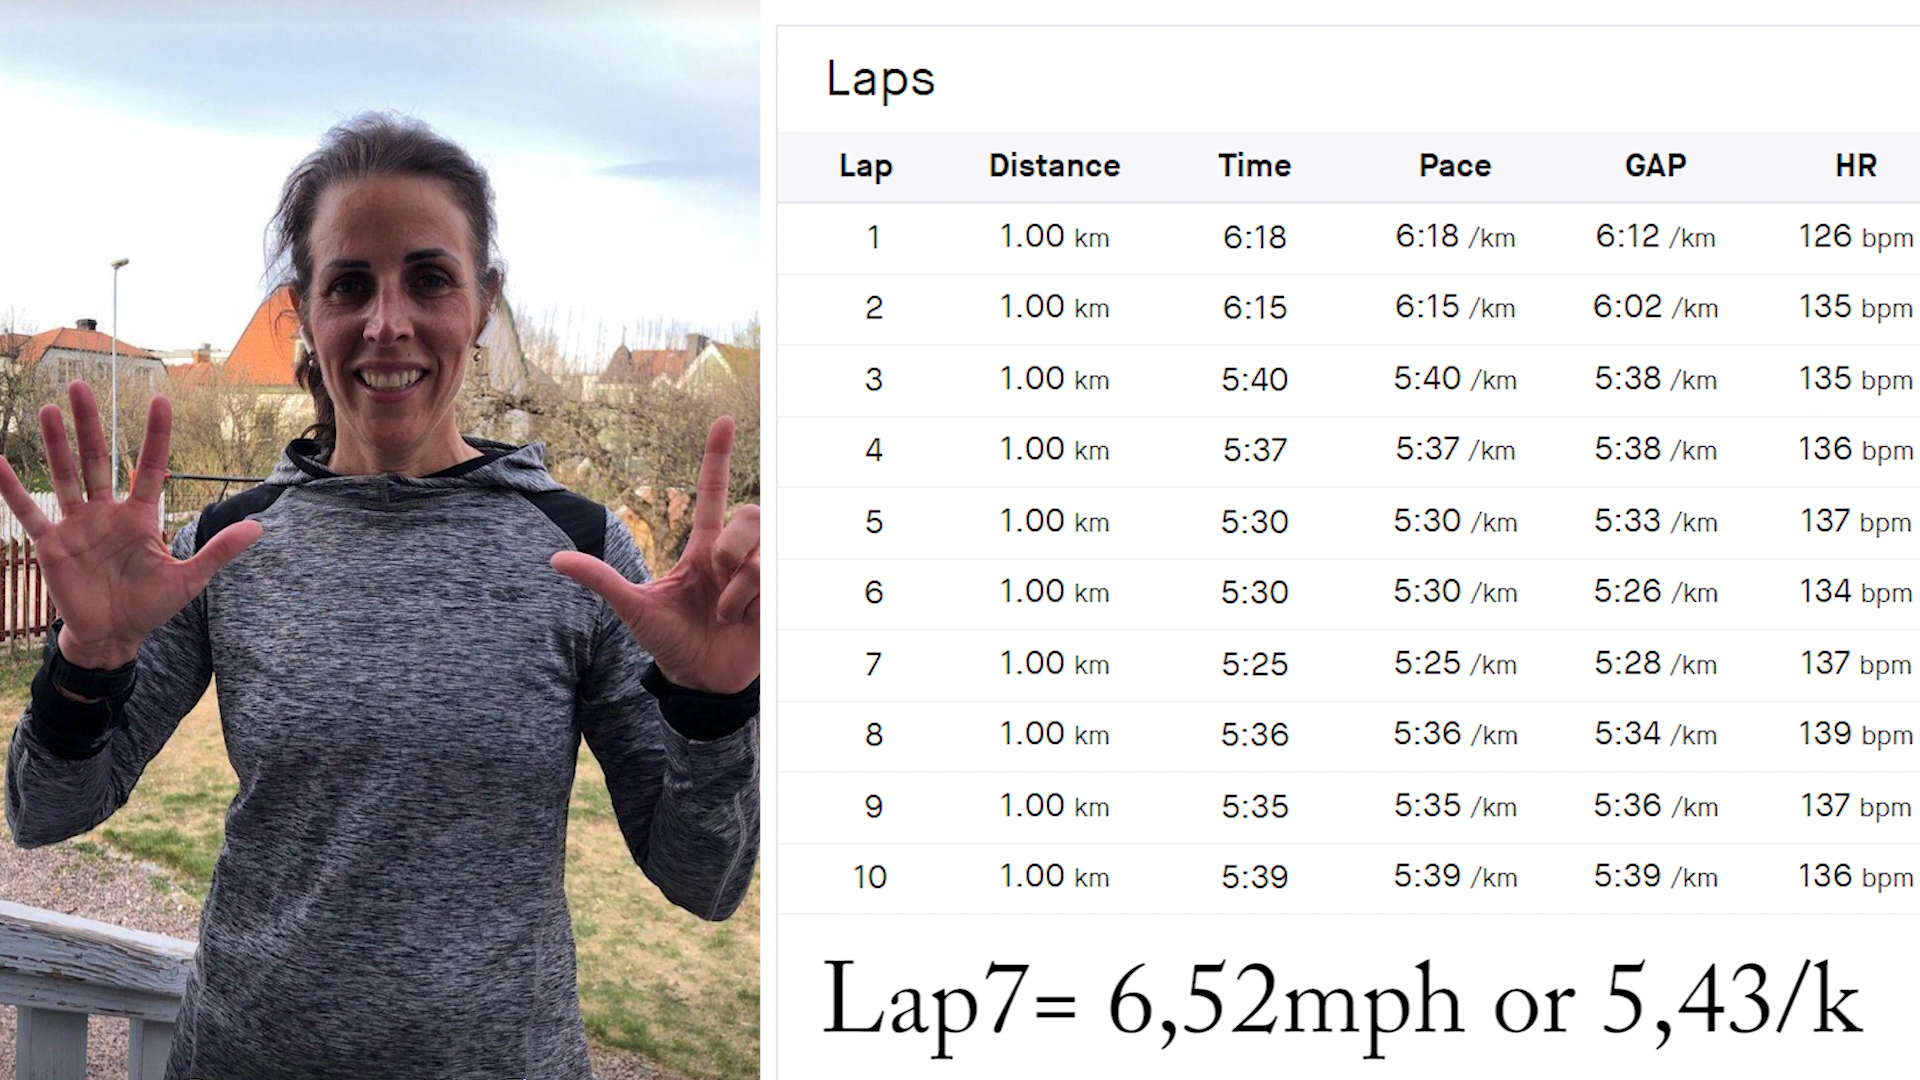 Laps
Lap Distance Time Pace GAP HR
1 1.00 km 6:18 6:18 /km 6:12 /km 126 bpm
2 1.00 km 6:15 6:15 /km 6:02 /km 135 bpm
3 1.00 km 5:40 5:40 /km 5:38 /km 135 bpm
4 1.00 km 5:37 5:37 /km 5:38 /km 136 bpm
5 1.00 km 5:30 5:30 /km 5:33 /km 137 bpm
6 1.00 km 5:30 5:30 /km 5:26 /km 134 bpm
7 1.00 km 5:25 5:25 /km 5:28 /km 137 bpm
8 1.00 km 5:36 5:36 /km 5:34 /km 139 bpm
9 1.00 km 5:35 5:35 /km 5:36 /km 137 bpm
10 1.00 km 5:39 5:39 /km 5:39 /km 136 bpm
Lap7= 6,52mph or 5,43/k